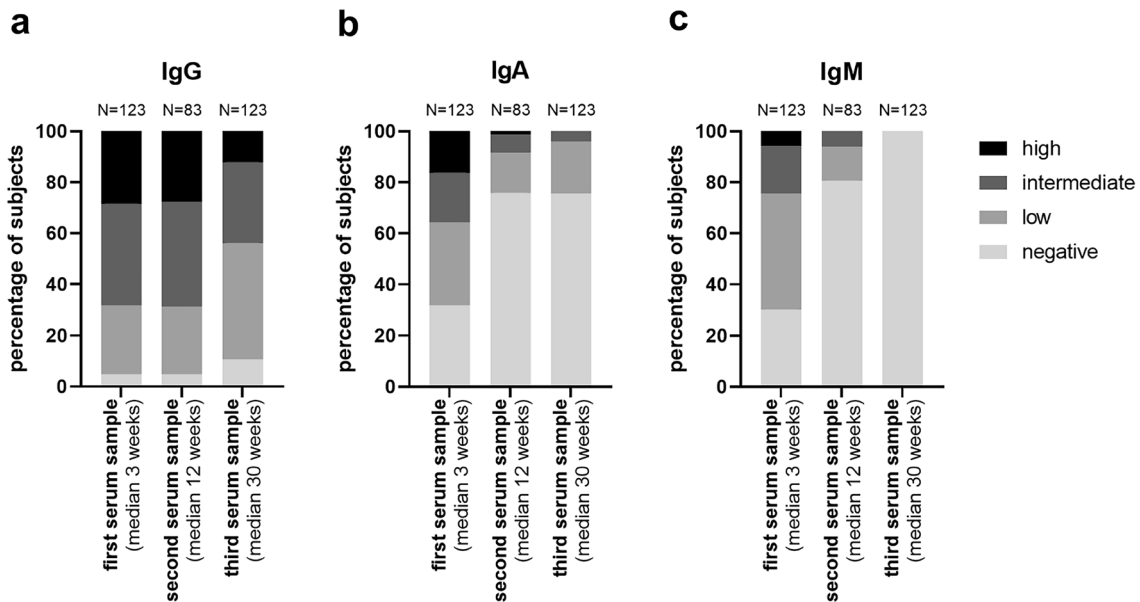 a
IgG
N=123 N=83 N=123
percentage of subjects
100
80
60
40
20
0
first serum sample
(median 3 weeks)
second serum sample
(median 12 weeks)
third serum sample
(median 30 weeks)
b
IgA
N=123 N=83 N=123
percentage of subjects
100
80
60
40
20
0
first serum sample
(median 3 weeks)
second serum sample
(median 12 weeks)
third serum sample
(median 30 weeks)
c
IgM
N=123 N=83 N=123
percentage of subjects
100
80
60
40
20
0
first serum sample
(median 3 weeks)
second serum sample
(median 12 weeks)
third serum sample
(median 30 weeks)
high
intermediate
low
negative